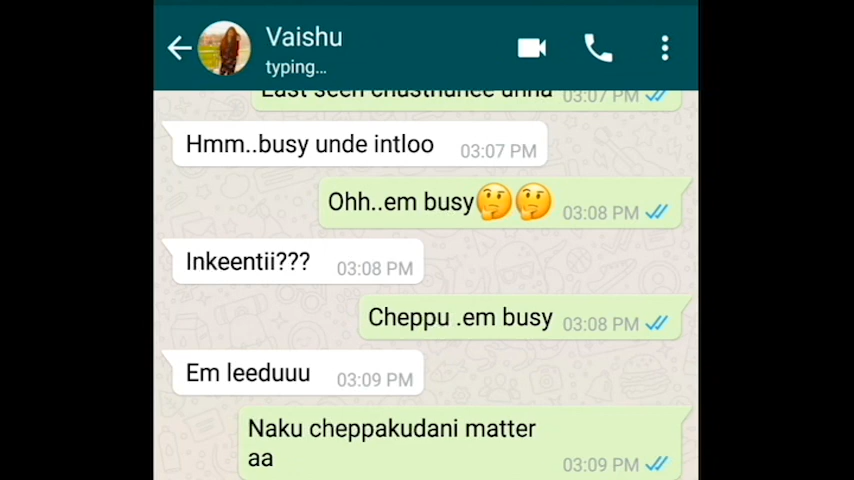 Vaishu
typing...
03:07 PM
Hmm..busy unde intloo 03:07 PM
Ohh..em busy🤔🤔 03:08 PM
Inkeentii??? 03:08 PM
Cheppu .em busy 03:08 PM
Em leeduuu 03:09 PM
Naku cheppakudani matter
aa 03:09 PM